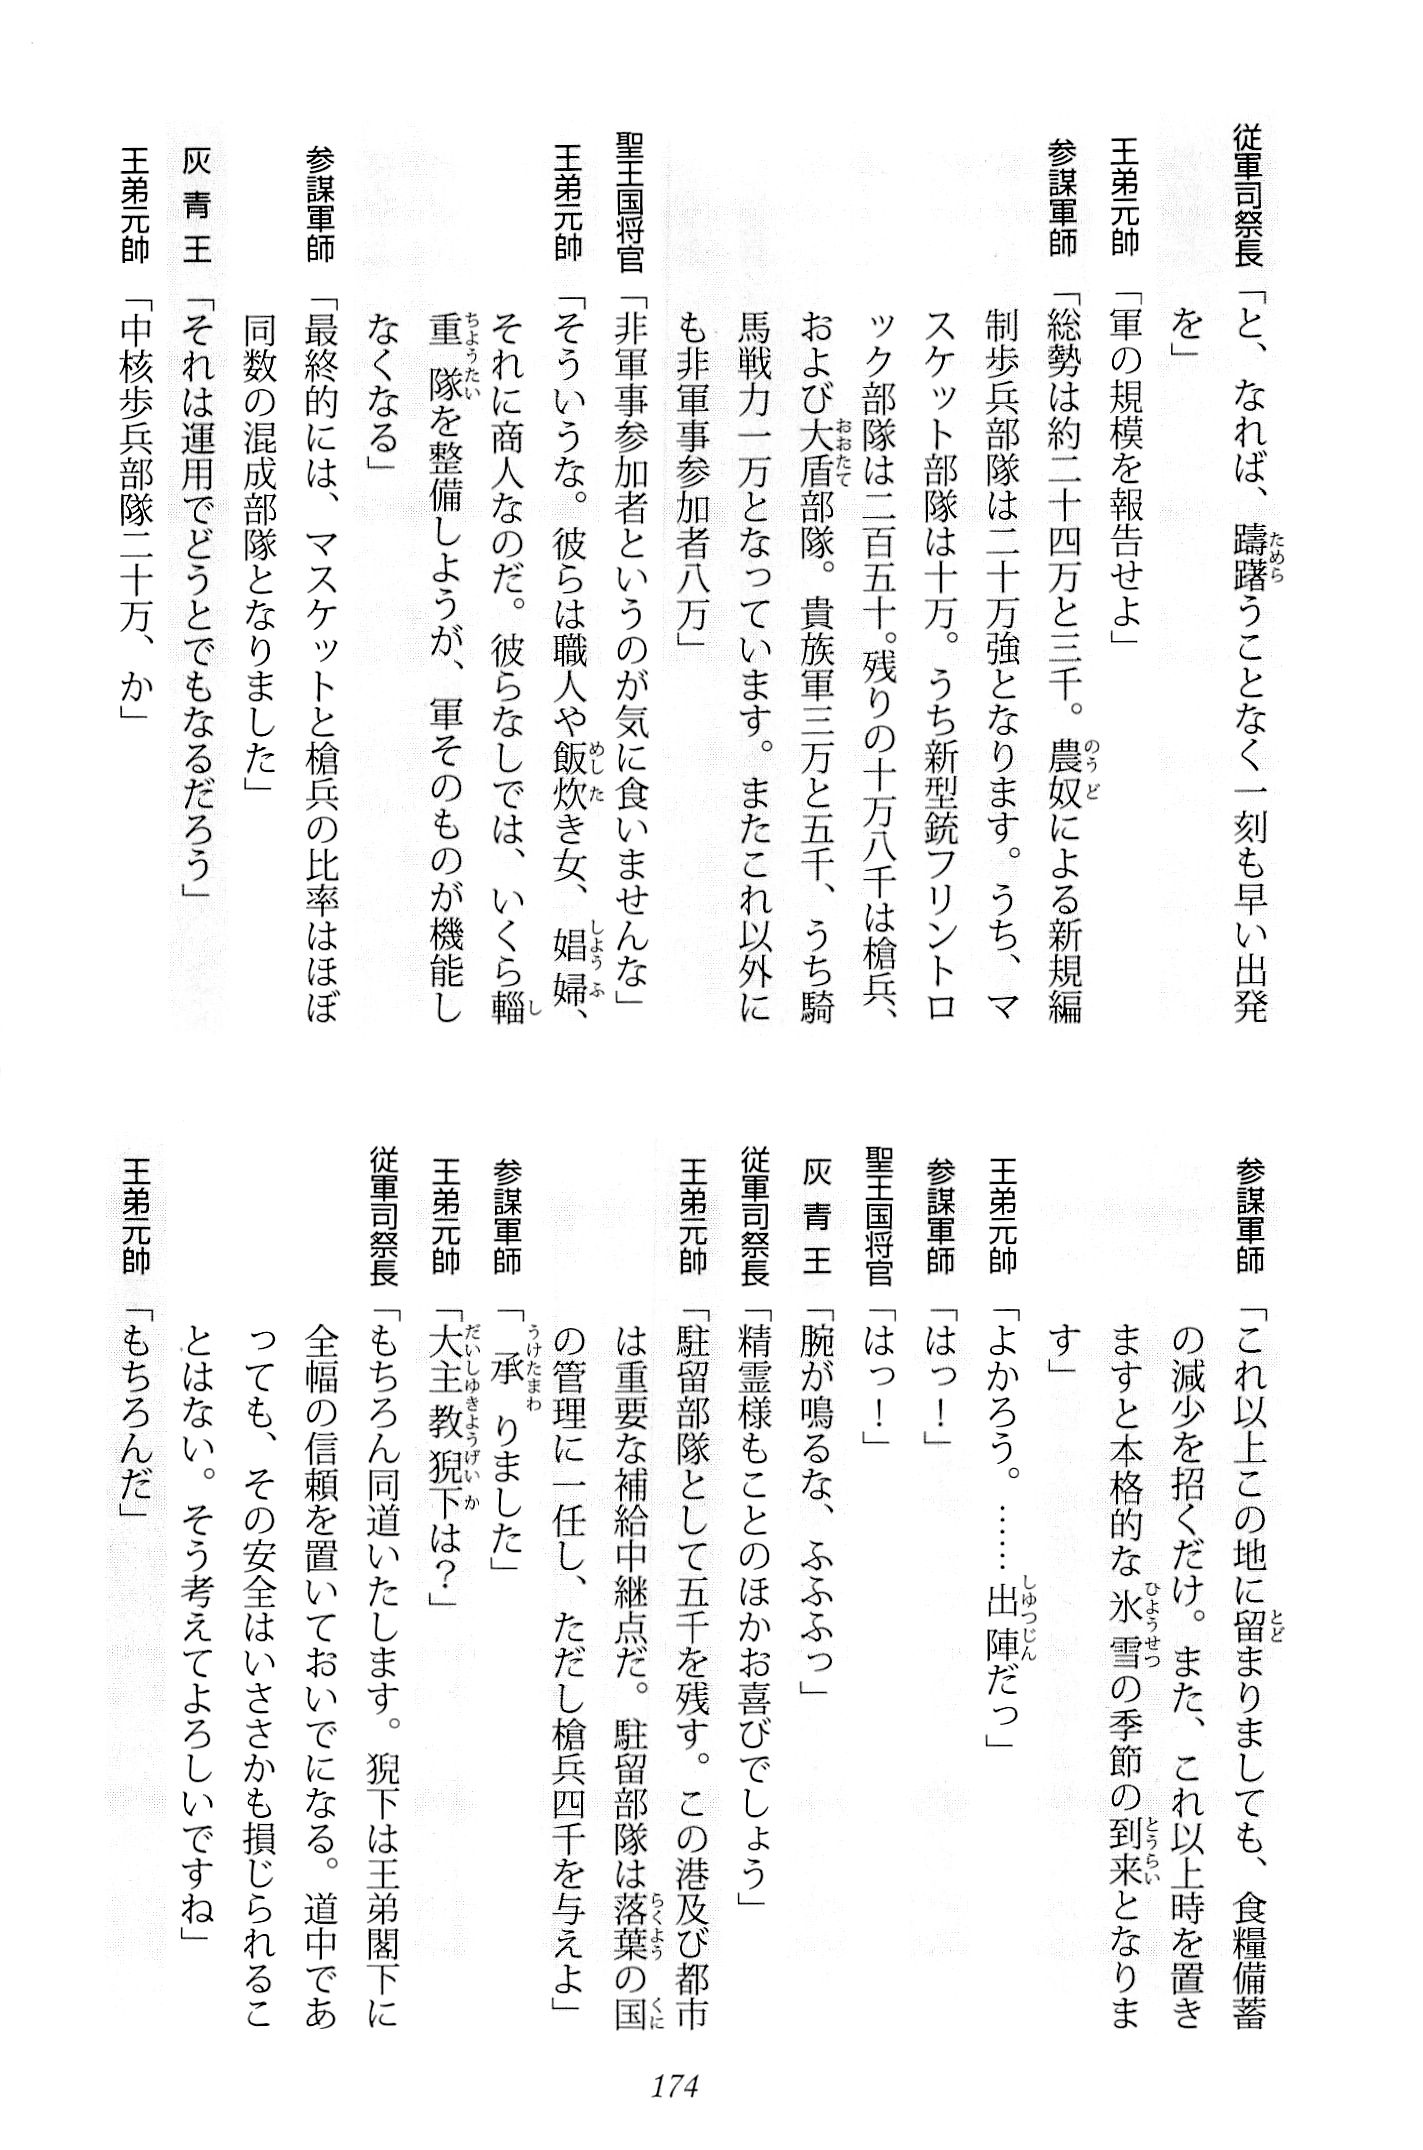 従軍司祭長「と、なれば、躊躇うことなく一刻も早い出発
を」
王弟元帥「軍の規模を報告せよ」
参謀軍師「総勢は約二十四万と三千。農奴による新規編
制歩兵部隊は二十万強となります。うち、マ
スケット部隊は十万。うち新型銃フリントロ
ック部隊は二百五十。残りの十万八千は槍兵、
および大盾部隊。貴族軍三万と五千、うち騎
馬戦力一万となっています。またこれ以外に
も非軍事参加者八万」
聖王国将官「非軍事参加者というのが気に食いませんな」
王弟元帥「そういうな。彼らは職人や飯炊き女、娼婦、
それに商人なのだ。彼らなしでは、いくら輜
重隊を整備しようが、軍そのものが機能し
なくなる」
参謀軍師「最終的には、マスケットと槍兵の比率はほぼ
同数の混成部隊となりました」
灰青王「それは運用でどうとでもなるだろう」
王弟元帥「中核歩兵部隊二十万、か」
参謀軍師「これ以上この地に留まりましても、食糧備蓄
の減少を招くだけ。また、これ以上時を置き
ますと本格的な氷雪の季節の到来となりま
す」
王弟元帥「よかろう。……出陣だっ」
参謀軍師「はっ！」
聖王国将官「はっ！」
灰青王「腕が鳴るな、ふふふっ」
従軍司祭長「精霊様もことのほかお喜びでしょう」
王弟元帥「駐留部隊として五千を残す。この港及び都市
は重要な補給中継点だ。駐留部隊は落葉の国
の管理に一任し、ただし槍兵四千を与えよ」
参謀軍師「承りました」
王弟元帥「大主教猊下は？」
従軍司祭長「もちろん同道いたします。猊下は王弟閣下に
全幅の信頼を置いておいでになる。道中であ
っても、その安全はいささかも損じられるこ
とはない。そう考えてよろしいですね」
王弟元帥「もちろんだ」
174